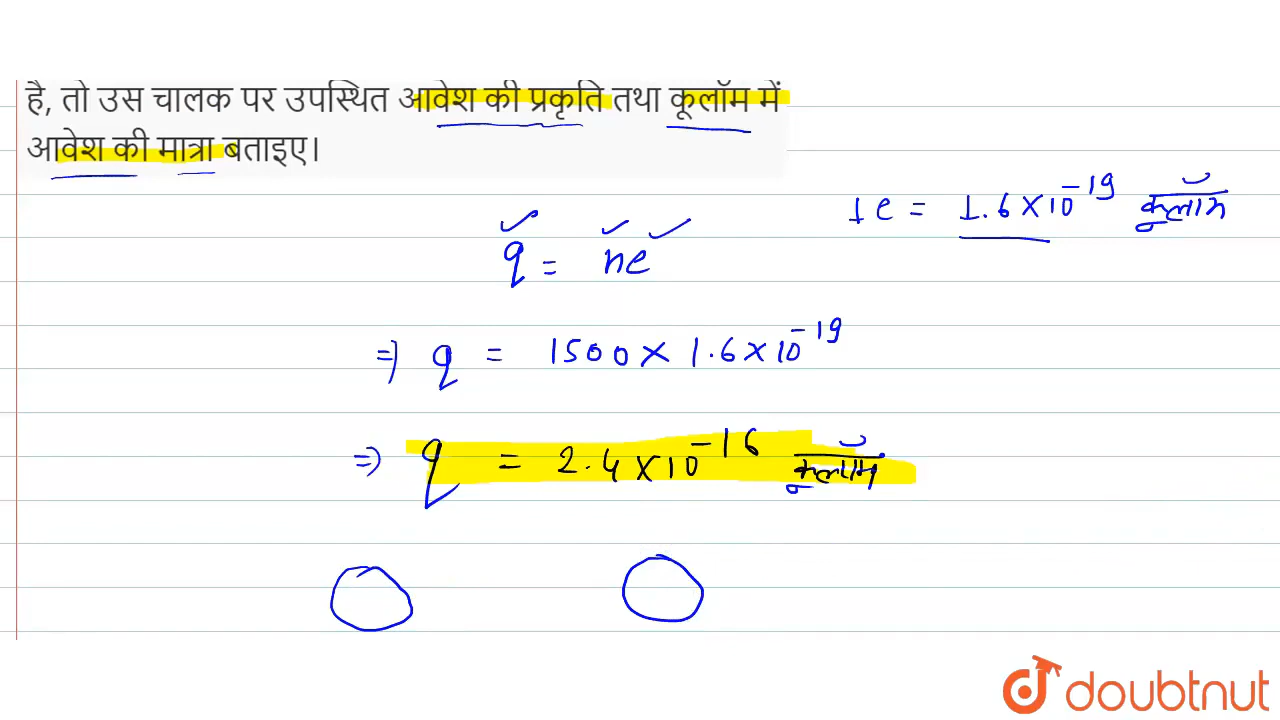 है, तो उस चालक पर उपस्थित आवेश की प्रकृति तथा कूलॉम में
आवेश की मात्रा बताइए।
1e = 1.6×10⁻¹⁹ कूलाम
q = ne
⇒ q = 1500 × 1.6×10⁻¹⁹
⇒ q = 2.4×10⁻¹⁶ कूलाम
doubtnut